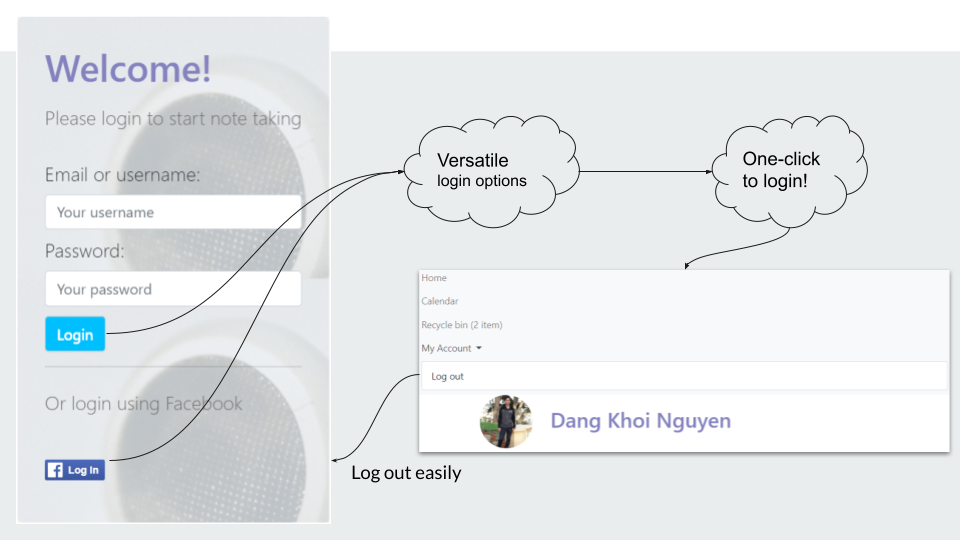 Welcome!
Please login to start note taking
Email or username:
Your username
Password:
Your password
Login
Or login using Facebook
f Log In
Versatile
login options
One-click
to login!
Home
Calendar
Recycle bin (2 item)
My Account
Log out
Dang Khoi Nguyen
Log out easily